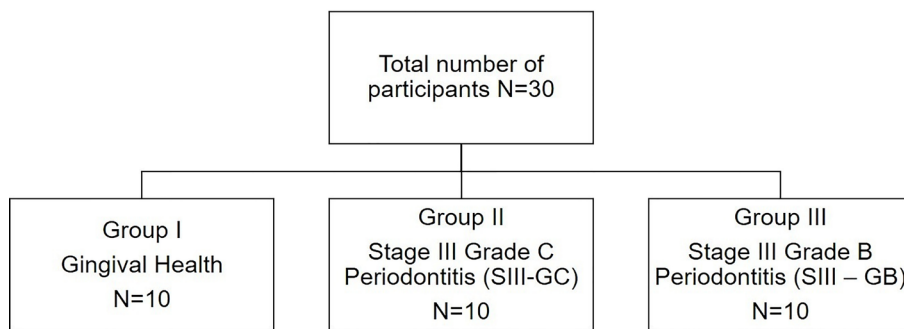 Total number of
participants N=30
Group I
Gingival Health
N=10
Group II
Stage III Grade C
Periodontitis (SIII-GC)
N=10
Group III
Stage III Grade B
Periodontitis (SIII – GB)
N=10